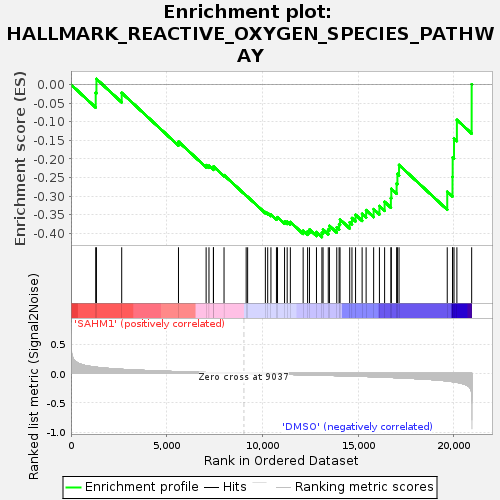 Enrichment plot:
HALLMARK_REACTIVE_OXYGEN_SPECIES_PATHW
AY
Enrichment score (ES)
0.00
-0.05
-0.10
-0.15
-0.20
-0.25
-0.30
-0.35
-0.40
'SAHM1' (positively correlated)
Ranked list metric (Signal2Noise)
0.5
0.0
-0.5
-1.0
Zero cross at 9037
'DMSO' (negatively correlated)
0
5,000
10,000
15,000
20,000
Rank in Ordered Dataset
Enrichment profile
Hits
Ranking metric scores